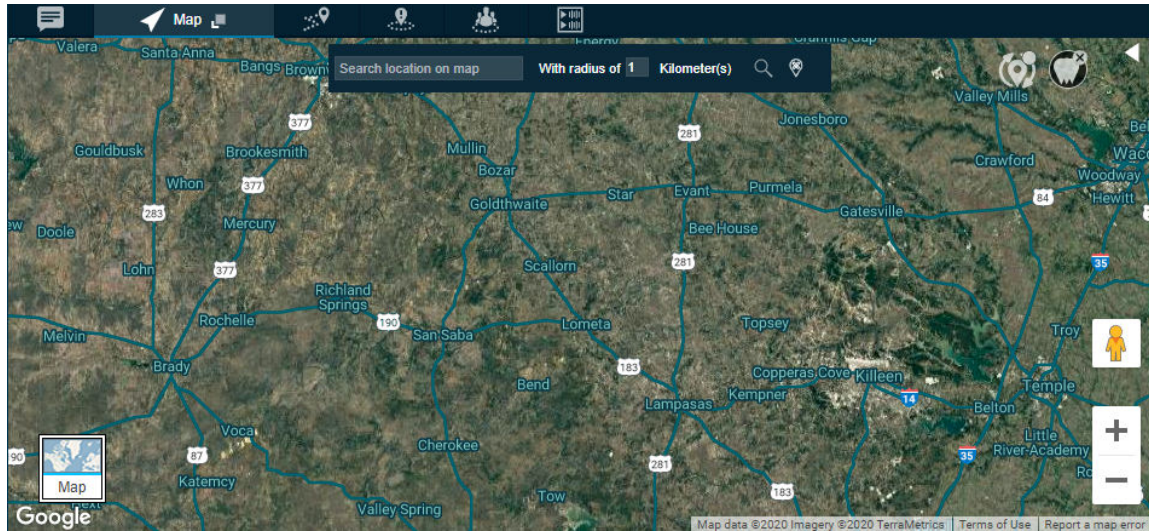 Map
Valera
Santa Anna
Bangs
Search location on map
With radius of 1 Kilometer(s)
Valley Mills
377
281
Jonesboro
Gouldbusk
Brookesmith
Mullin
Crawford
Waco
Bozar
Woodway
Whon
377
Star
Evant
Purmela
84
Hewitt
283
Goldthwaite
Gatesville
Doole
Mercury
Bee House
Lohn
377
Scallorn
281
35
Richland
Springs
Rochelle
190
San Saba
Lometa
Topsey
Troy
Melvin
Brady
183
Copperas Cove
Killeen
Bend
Kempner
14
Temple
Lampasas
Belton
Voca
Cherokee
Little
River-Academy
87
281
35
90
Map
Katemcy
183
Tow
Valley Spring
Google
Map data ©2020 Imagery ©2020 TerraMetrics
Terms of Use
Report a map error